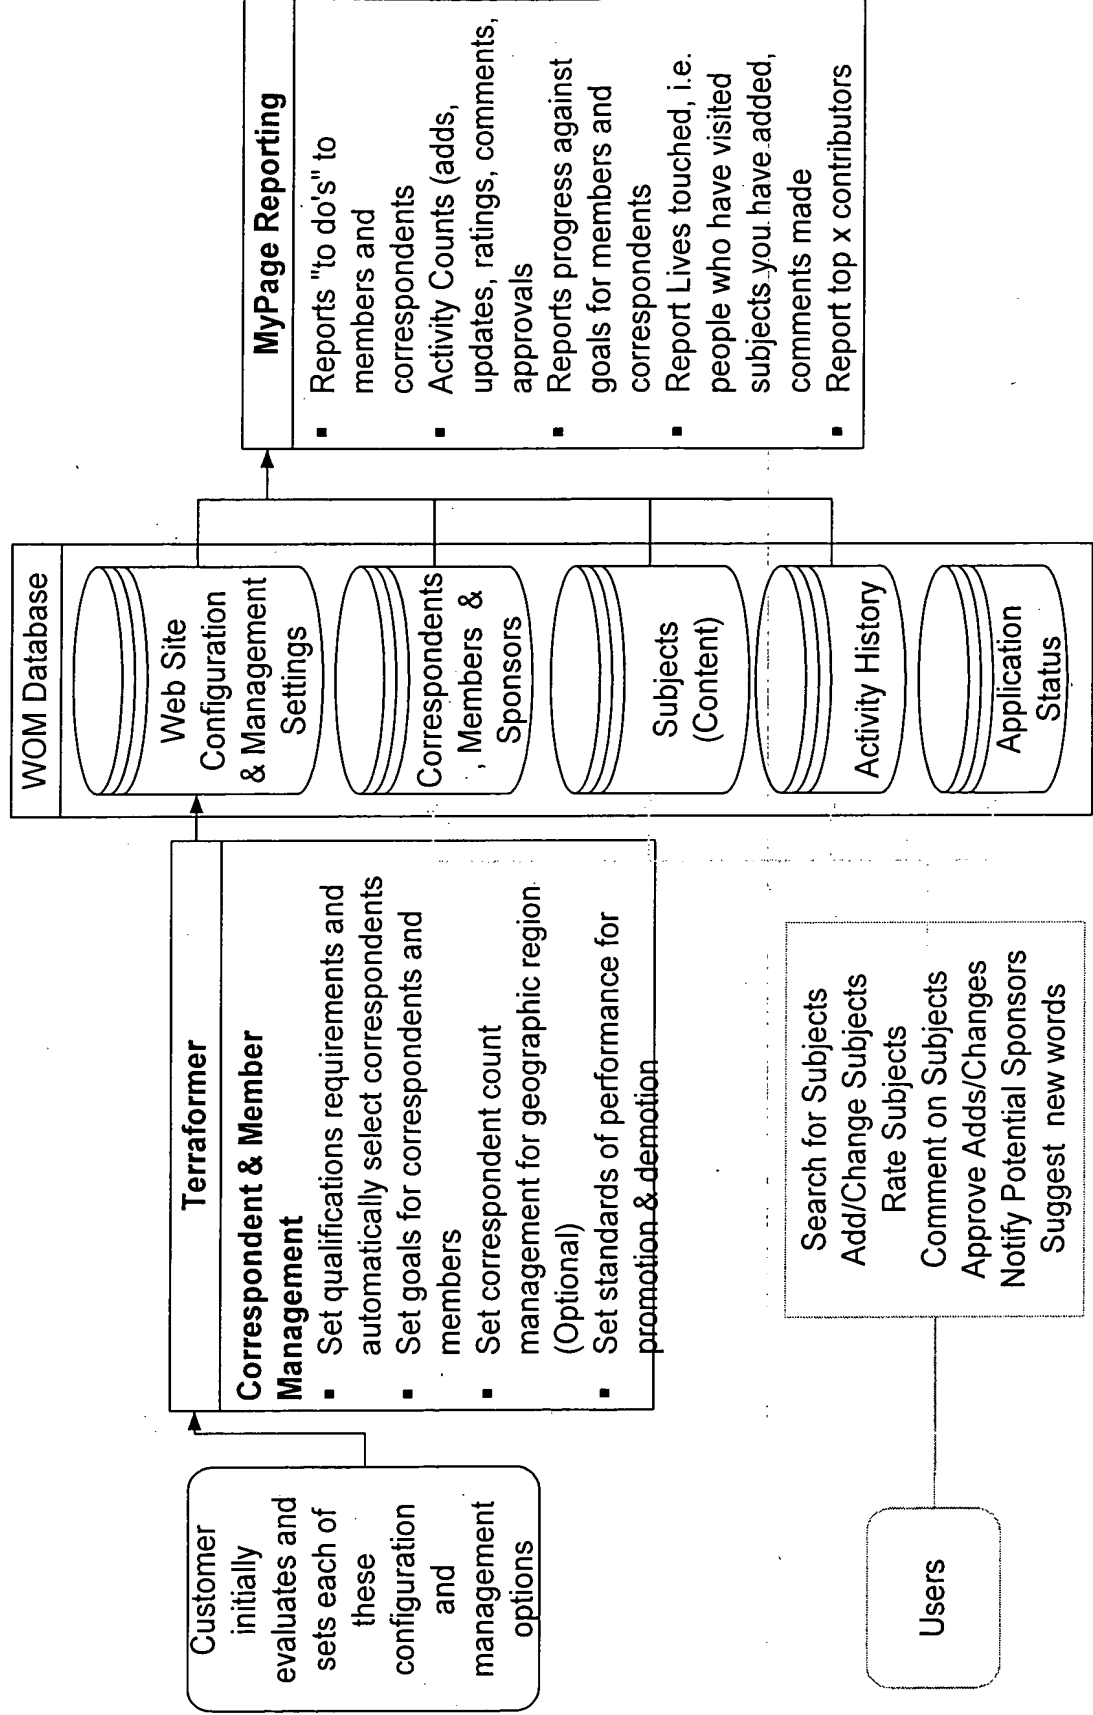 Customer
initially
evaluates and
sets each of
these
configuration
and
management
options
Terraformer
Correspondent & Member
Management
▪ Set qualifications requirements and
automatically select correspondents
▪ Set goals for correspondents and
members
▪ Set correspondent count
management for geographic region
(Optional)
▪ Set standards of performance for
promotion & demotion
WOM Database
Web Site
Configuration
& Management
Settings
Correspondents
, Members &
Sponsors
Subjects
(Content)
Activity History
Application
Status
MyPage Reporting
▪ Reports "to do's" to
members and
correspondents
▪ Activity Counts (adds,
updates, ratings, comments,
approvals
▪ Reports progress against
goals for members and
correspondents
▪ Report Lives touched, i.e.
people who have visited
subjects you have added,
comments made
▪ Report top x contributors
Users
Search for Subjects
Add/Change Subjects
Rate Subjects
Comment on Subjects
Approve Adds/Changes
Notify Potential Sponsors
Suggest new words